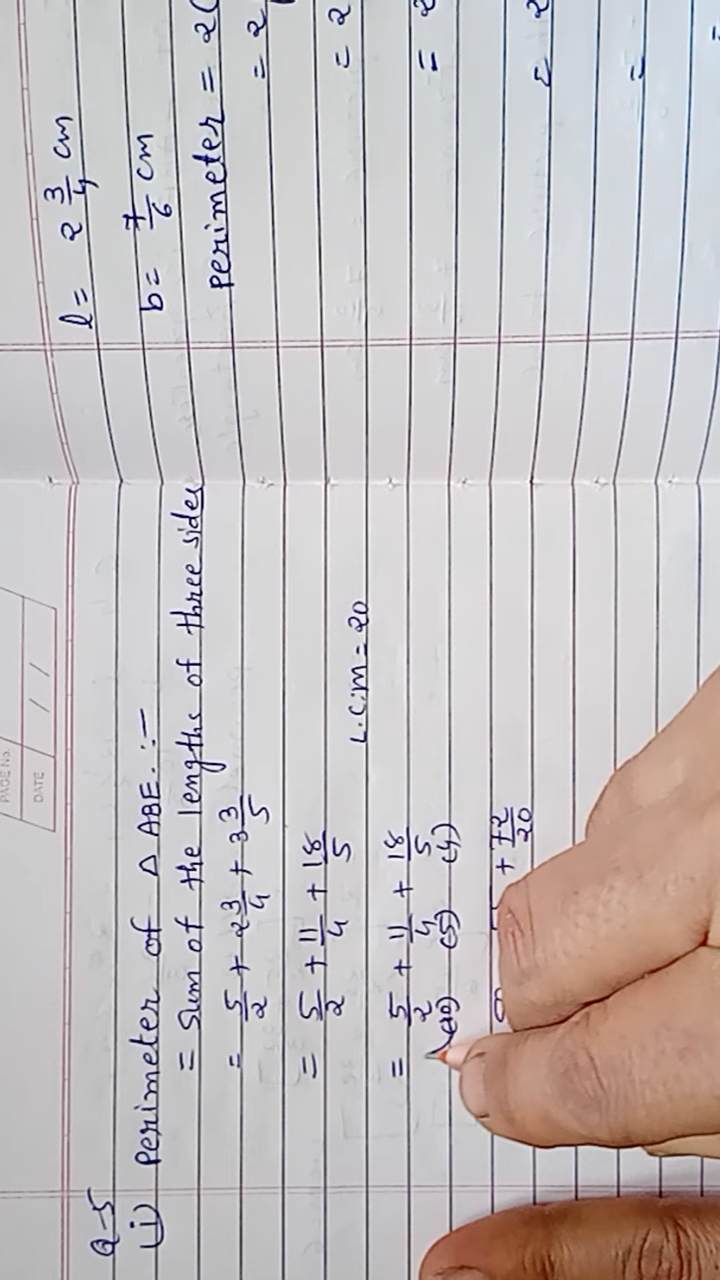 PAGE No.
DATE / /
Q-5
(i) Perimeter of △ ABE.:-
= Sum of the lengths of three sides
= 5/2 + 2 3/4 + 3 3/5
= 5/2 + 11/4 + 18/5
L.C.M = 20
= 5/2 + 11/4 + 18/5
(10) (5) (4)
+ 72/20
l = 2 3/4 cm
b = 7/6 cm
Perimeter = 2(
= 2
= 2
= 2
= 2
=
=